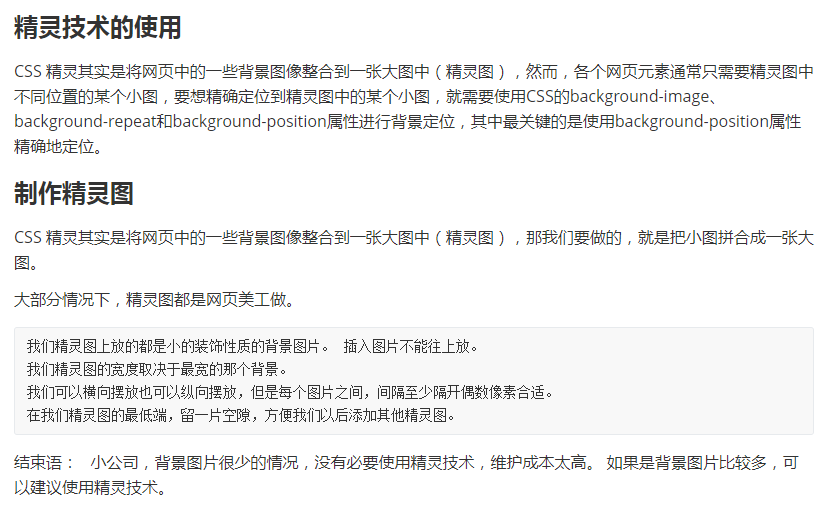 精灵技术的使用
CSS 精灵其实是将网页中的一些背景图像整合到一张大图中（精灵图），然而，各个网页元素通常只需要精灵图中
不同位置的某个小图，要想精确定位到精灵图中的某个小图，就需要使用CSS的background-image、
background-repeat和background-position属性进行背景定位，其中最关键的是使用background-position属性
精确地定位。
制作精灵图
CSS 精灵其实是将网页中的一些背景图像整合到一张大图中（精灵图），那我们要做的，就是把小图拼合成一张大
图。
大部分情况下，精灵图都是网页美工做。
我们精灵图上放的都是小的装饰性质的背景图片。 插入图片不能往上放。
我们精灵图的宽度取决于最宽的那个背景。
我们可以横向摆放也可以纵向摆放，但是每个图片之间，间隔至少隔开偶数像素合适。
在我们精灵图的最低端，留一片空隙，方便我们以后添加其他精灵图。
结束语： 小公司，背景图片很少的情况，没有必要使用精灵技术，维护成本太高。 如果是背景图片比较多，可
以建议使用精灵技术。